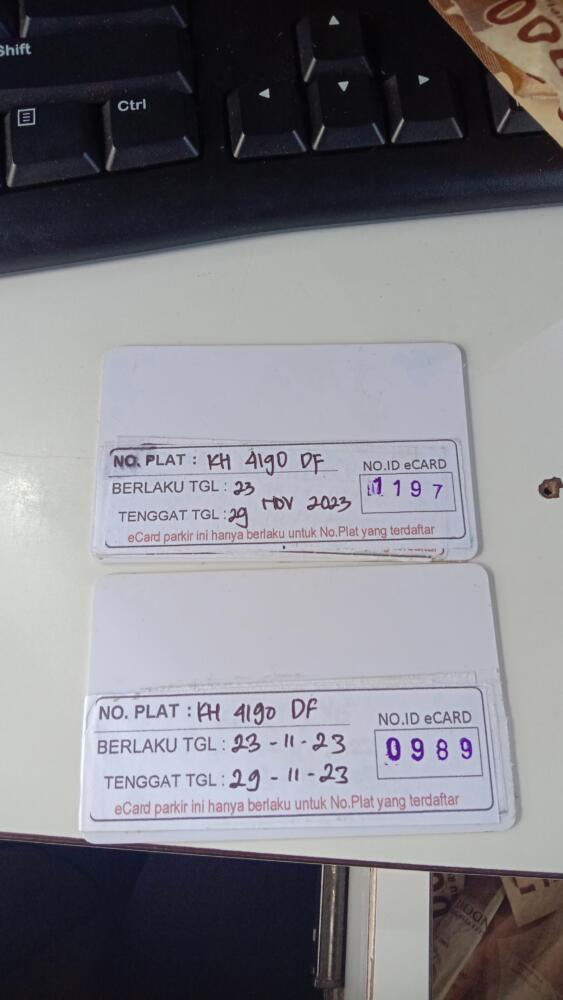 Shift
Ctrl
NO. PLAT : KH 4190 DF
NO.ID eCARD
BERLAKU TGL : 23
1197
NOV 2023
TENGGAT TGL : 29
eCard parkir ini hanya berlaku untuk No.Plat yang terdaftar
NO. PLAT : KH 4190 DF
NO.ID eCARD
BERLAKU TGL : 23 - 11 - 23
0989
TENGGAT TGL : 29 - 11 - 23
eCard parkir ini hanya berlaku untuk No.Plat yang terdaftar